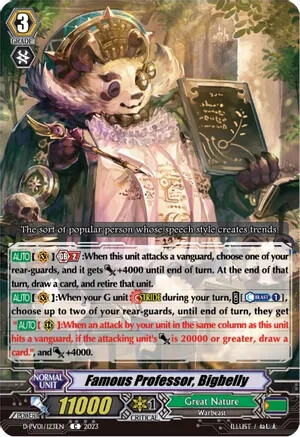 3
GRADE
The sort of popular person whose speech style creates trends
AUTO [ ] GB 2 :When this unit attacks a vanguard, choose one of your
rear-guards, and it gets +4000 until end of turn. At the end of that
turn, draw a card, and retire that unit.
AUTO [ ]:When your G unit STRIDE during your turn, [ BLAST 1],
choose up to two of your rear-guards, until end of turn, they get
" [ ]:When an attack by your unit in the same column as this unit
hits a vanguard, if the attacking unit's is 20000 or greater, draw a
card.", and +4000.
NORMAL
UNIT
Famous Professor, Bigbelly
POWER 11000
1
CRITICAL
Great Nature
Warbeast
D-PV01/123EN C 2023
ILLUST